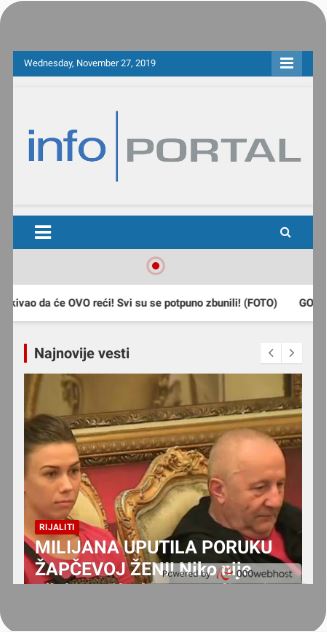 Wednesday, November 27, 2019
info PORTAL
kivao da će OVO reći! Svi su se potpuno zbunili! (FOTO) GO
Najnovije vesti
RIJALITI
MILIJANA UPUTILA PORUKU
ŽAPČEVOJ ŽENI! Niko nije
Powered by 000webhost